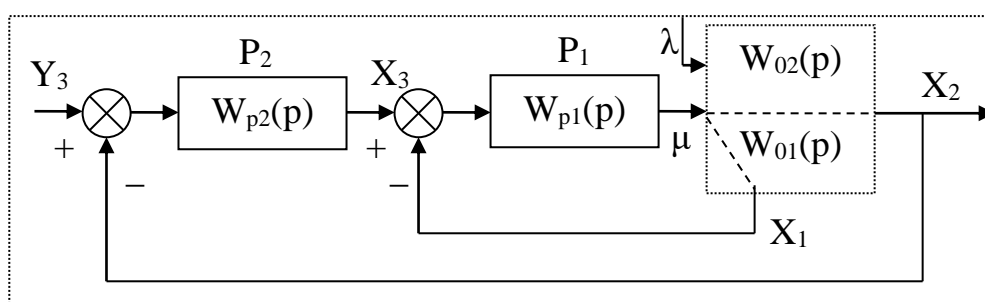 P₂
P₁
λ
W₀₂(p)
Y₃
X₃
X₂
Wₚ₂(p)
Wₚ₁(p)
+
+
μ
W₀₁(p)
−
−
X₁